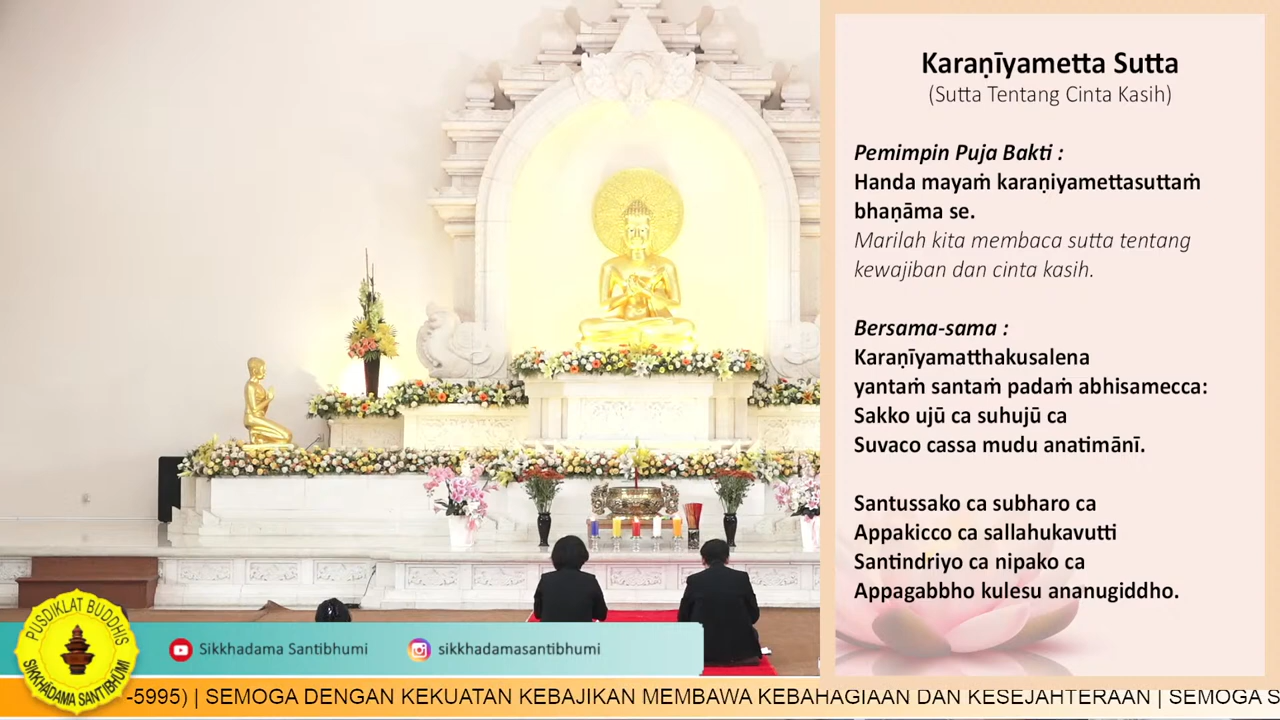 Karaṇīyametta Sutta
(Sutta Tentang Cinta Kasih)
Pemimpin Puja Bakti :
Handa mayaṁ karaṇiyamettasuttaṁ
bhaṇāma se.
Marilah kita membaca sutta tentang
kewajiban dan cinta kasih.
Bersama-sama :
Karaṇīyamatthakusalena
yantaṁ santaṁ padaṁ abhisamecca:
Sakko ujū ca suhujū ca
Suvaco cassa mudu anatimānī.
Santussako ca subharo ca
Appakicco ca sallahukavutti
Santindriyo ca nipako ca
Appagabbho kulesu ananugiddho.
PUSDIKLAT BUDDHIS
SIKKHADAMA SANTIBHUMI
Sikkhadama Santibhumi
sikkhadamasantibhumi
-5995) | SEMOGA DENGAN KEKUATAN KEBAJIKAN MEMBAWA KEBAHAGIAAN DAN KESEJAHTERAAN | SEMOGA S